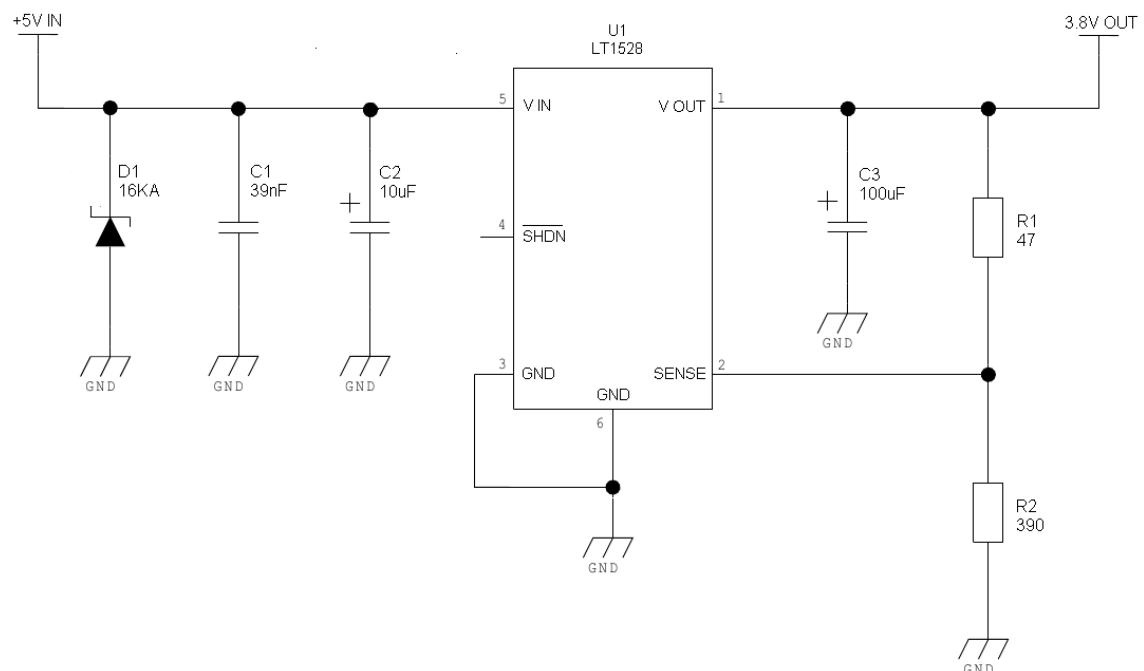 +5V IN
U1
LT1528
3.8V OUT
5
V IN
V OUT
1
D1
16KA
C1
39nF
C2
10uF
+
C3
100uF
+
R1
47
4
SHDN
GND
GND
GND
GND
3
GND
SENSE
2
GND
6
R2
390
GND
GND